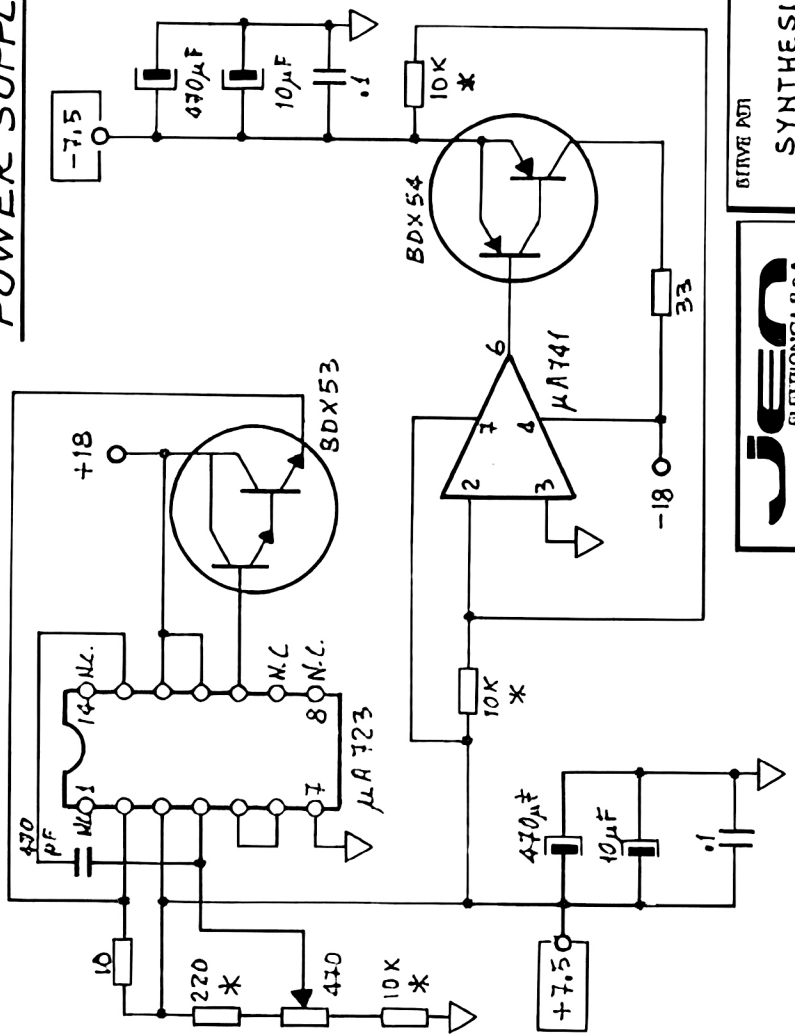 POWER SUPPL
-7,5
470µF
10µF
.1
10K
*
BDX54
33
6
µA741
7
4
2
3
-18
+18
BDX53
470
pF
NC
1
14
N.C.
N.C.
N.C.
8
7
µA723
10
220
*
470
10K
*
10K
*
+7.5
470µF
10µF
.1
SYNTHESI
jen